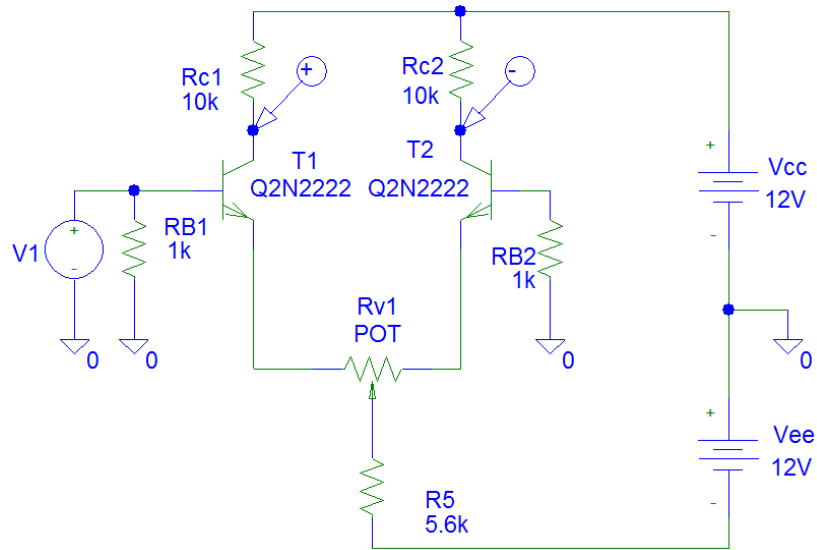 Rc1
10k
+
Rc2
10k
-
T1
Q2N2222
T2
Q2N2222
+
Vcc
12V
-
V1
+
-
RB1
1k
RB2
1k
0
0
Rv1
POT
0
0
+
Vee
12V
-
R5
5.6k